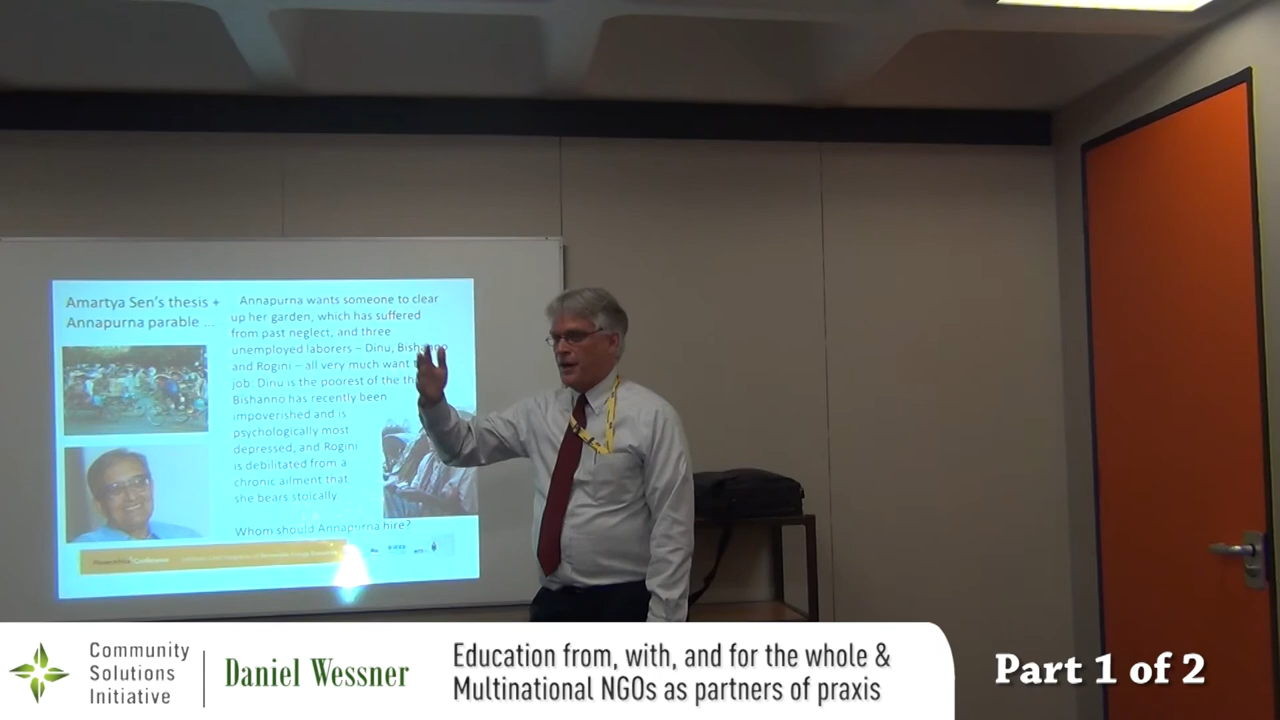 Amartya Sen's thesis +
Annapurna parable ...
Annapurna wants someone to clear
up her garden, which has suffered
from past neglect, and three
unemployed laborers – Dinu, Bishanno
and Rogini – all very much want
job: Dinu is the poorest of the
Bishanno has recently been
impoverished and is
psychologically most
depressed; and Rogini
is debilitated from a
chronic ailment that
she bears stoically.
Whom should Annapurna hire?
Community
Solutions
Initiative
Daniel Wessner
Education from, with, and for the whole &
Multinational NGOs as partners of praxis
Part 1 of 2